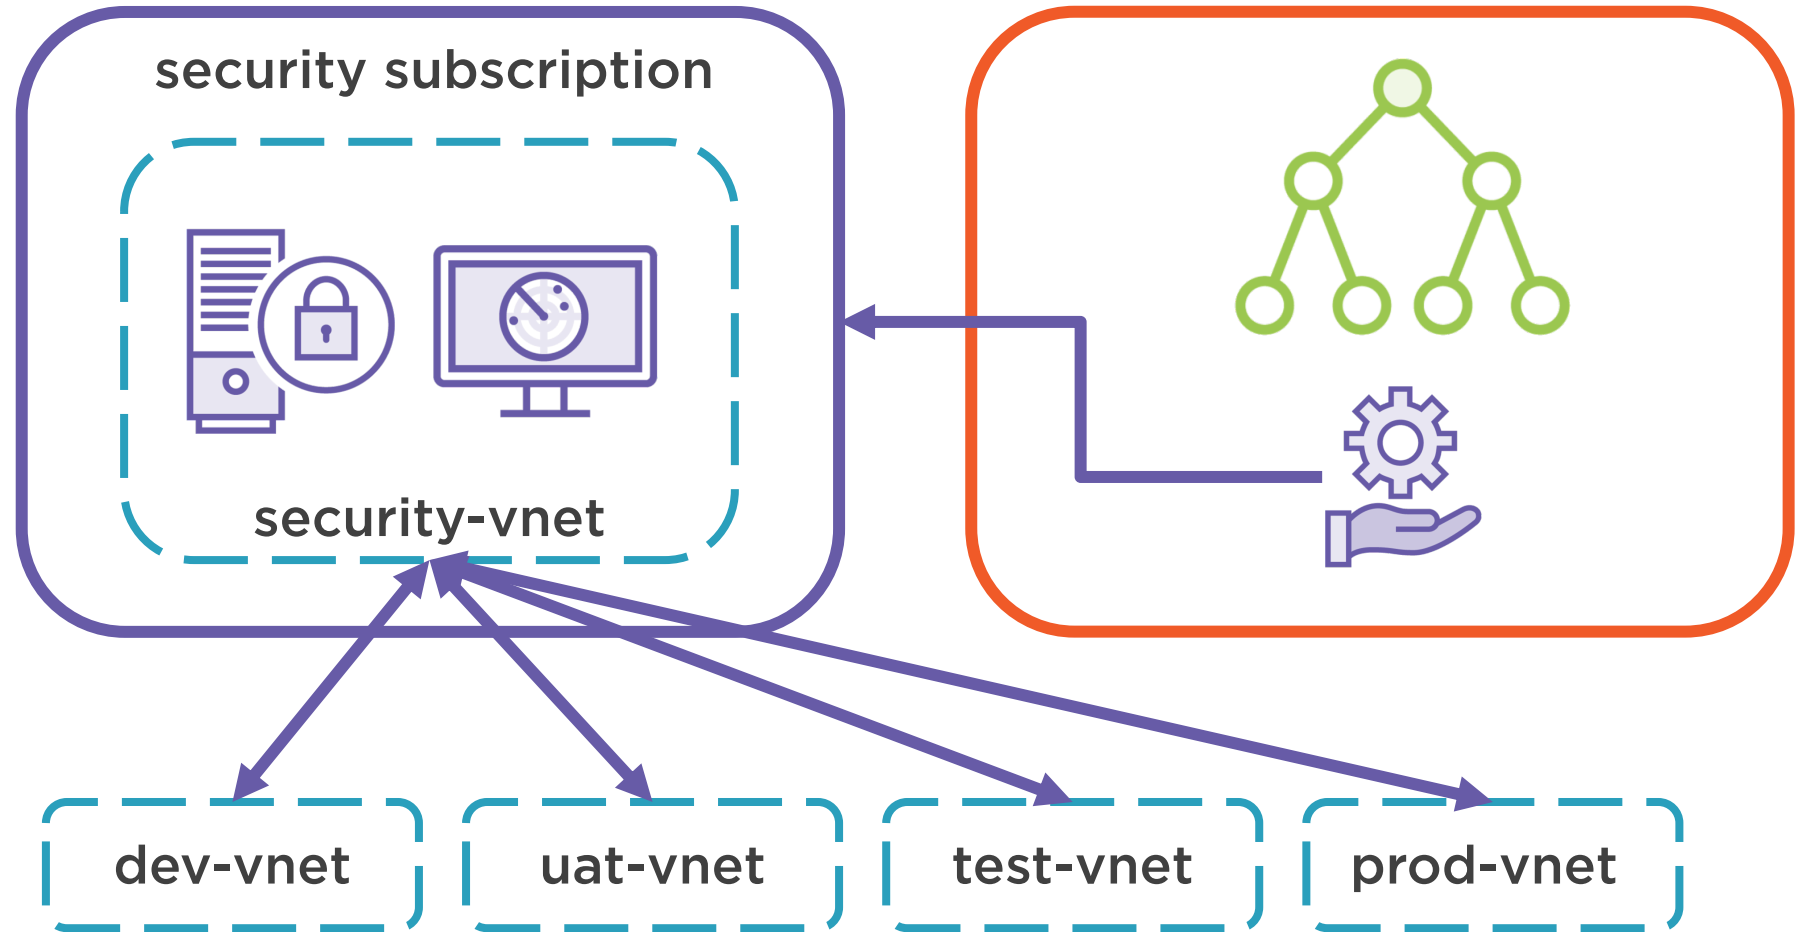 security subscription
security-vnet
dev-vnet
uat-vnet
test-vnet
prod-vnet